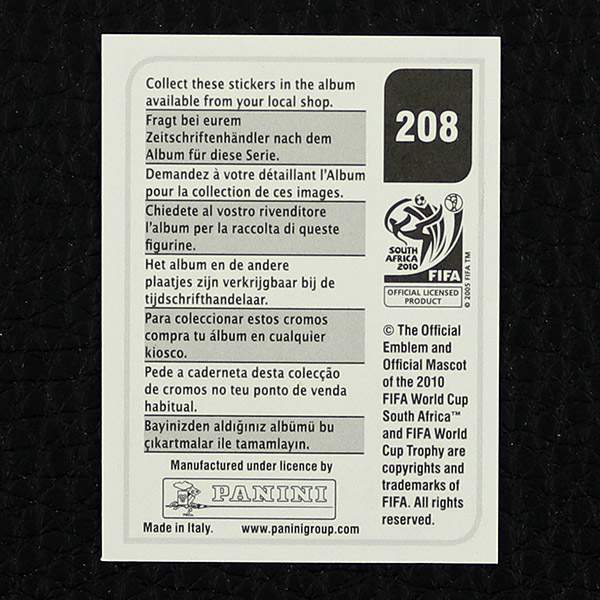 Collect these stickers in the album
available from your local shop.
Fragt bei eurem
Zeitschriftenhändler nach dem
Album für diese Serie.
Demandez à votre détaillant l'Album
pour la collection de ces images.
Chiedete al vostro rivenditore
l'album per la raccolta di queste
figurine.
Het album en de andere
plaatjes zijn verkrijgbaar bij de
tijdschrifthandelaar.
Para coleccionar estos cromos
compra tu álbum en cualquier
kiosco.
Pede a caderneta desta colecção
de cromos no teu ponto de venda
habitual.
Bayinizden aldığınız albümü bu
çıkartmalar ile tamamlayın.
Manufactured under licence by
PANINI
Made in Italy. www.paninigroup.com
208
SOUTH
AFRICA
2010
FIFA
OFFICIAL LICENSED
PRODUCT
© 2005 FIFA TM
© The Official
Emblem and
Official Mascot
of the 2010
FIFA World Cup
South Africa™
and FIFA World
Cup Trophy are
copyrights and
trademarks of
FIFA. All rights
reserved.